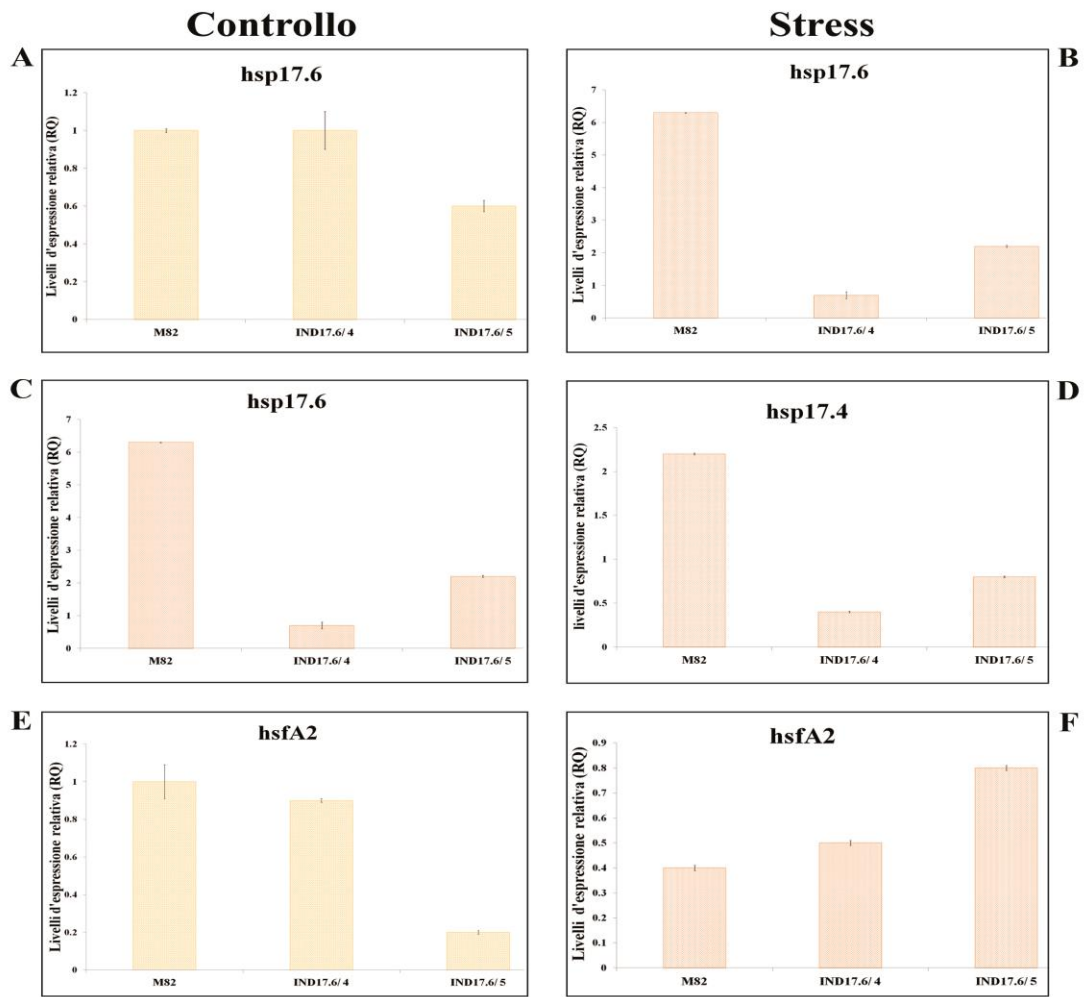 Controllo
Stress
A
hsp17.6
Livelli d'espressione relativa (RQ)
1.2
1
0.8
0.6
0.4
0.2
0
M82
IND17.6/ 4
IND17.6/ 5
B
hsp17.6
Livelli d'espressione relativa (RQ)
7
6
5
4
3
2
1
0
M82
IND17.6/ 4
IND17.6/ 5
C
hsp17.6
Livelli d'espressione relativa (RQ)
7
6
5
4
3
2
1
0
M82
IND17.6/ 4
IND17.6/ 5
D
hsp17.4
livelli d'espressione relativa (RQ)
2.5
2
1.5
1
0.5
0
M82
IND17.6/ 4
IND17.6/ 5
E
hsfA2
Livelli d'espressione relativa (RQ)
1.2
1
0.8
0.6
0.4
0.2
0
M82
IND17.6/ 4
IND17.6/ 5
F
hsfA2
Livelli d'espressione relativa (RQ)
0.9
0.8
0.7
0.6
0.5
0.4
0.3
0.2
0.1
0
M82
IND17.6/ 4
IND17.6/ 5